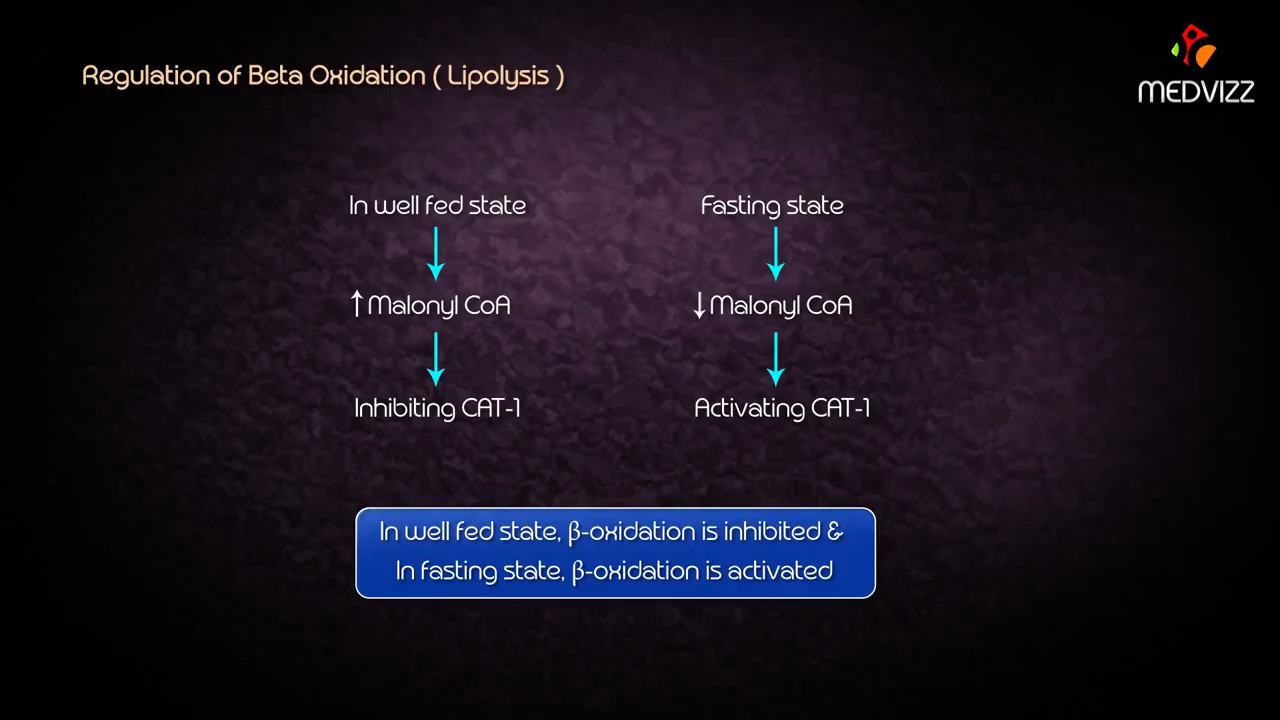 Regulation of Beta Oxidation ( Lipolysis )
MEDVIZZ
In well fed state
Fasting state
↑ Malonyl CoA
↓ Malonyl CoA
Inhibiting CAT-1
Activating CAT-1
In well fed state, β-oxidation is inhibited &
In fasting state, β-oxidation is activated